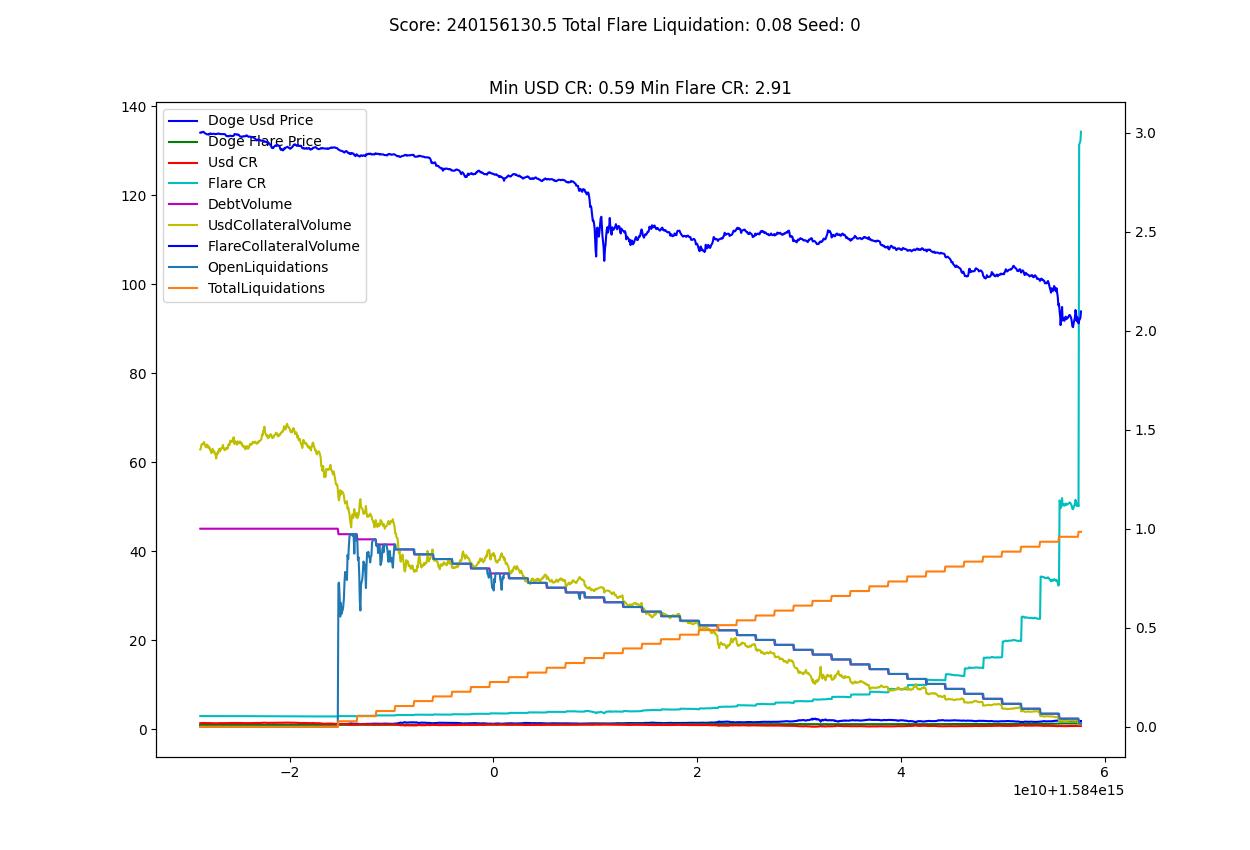 Score: 240156130.5 Total Flare Liquidation: 0.08 Seed: 0
Min USD CR: 0.59 Min Flare CR: 2.91
Doge Usd Price
Doge Flare Price
Usd CR
Flare CR
DebtVolume
UsdCollateralVolume
FlareCollateralVolume
OpenLiquidations
TotalLiquidations
140
120
100
80
60
40
20
0
3.0
2.5
2.0
1.5
1.0
0.5
0.0
−2
0
2
4
6
1e10+1.584e15